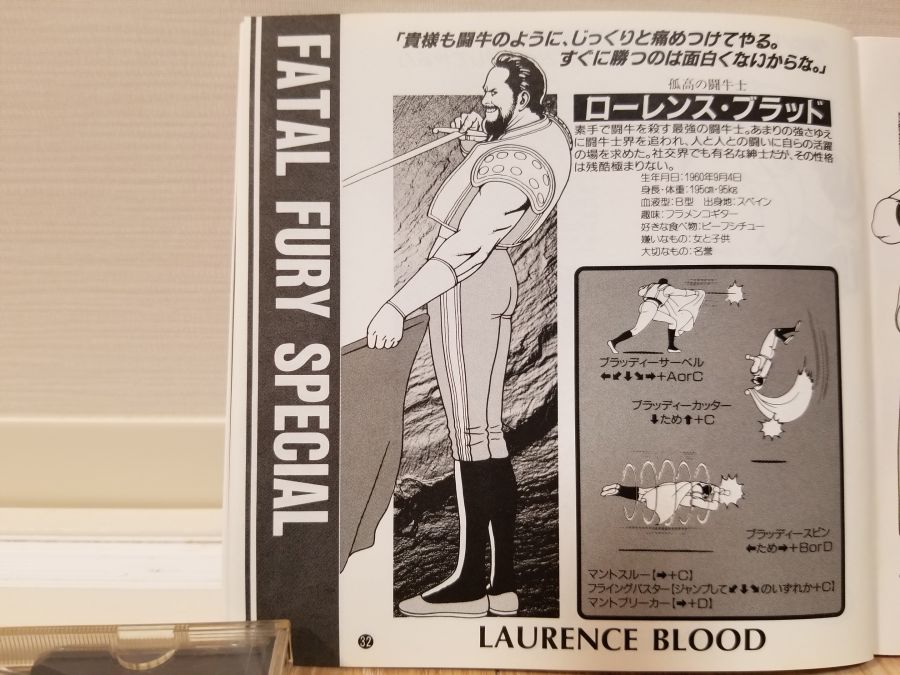 FATAL FURY SPECIAL
「貴様も闘牛のように、じっくりと痛めつけてやる。
すぐに勝つのは面白くないからな。」
孤高の闘牛士
ローレンス・ブラッド
素手で闘牛を殺す最強の闘牛士。あまりの強さゆえ
に闘牛士界を追われ、人と人との闘いに自らの活躍
の場を求めた。社交界でも有名な紳士だが、その性格
は残酷極まりない。
生年月日：1960年9月4日
身長・体重：195cm・95kg
血液型：B型 出身地：スペイン
趣味：フラメンコギター
好きな食べ物：ビーフシチュー
嫌いなもの：女と子供
大切なもの：名誉
ブラッディーサーベル
←↙↓↘→+AorC
ブラッディーカッター
↓ため↑+C
ブラッディースピン
←ため→+BorD
マントスルー【→+C】
フライングバスター【ジャンプして↙↓↘のいずれか+C】
マントブリーカー【→+D】
32
LAURENCE BLOOD